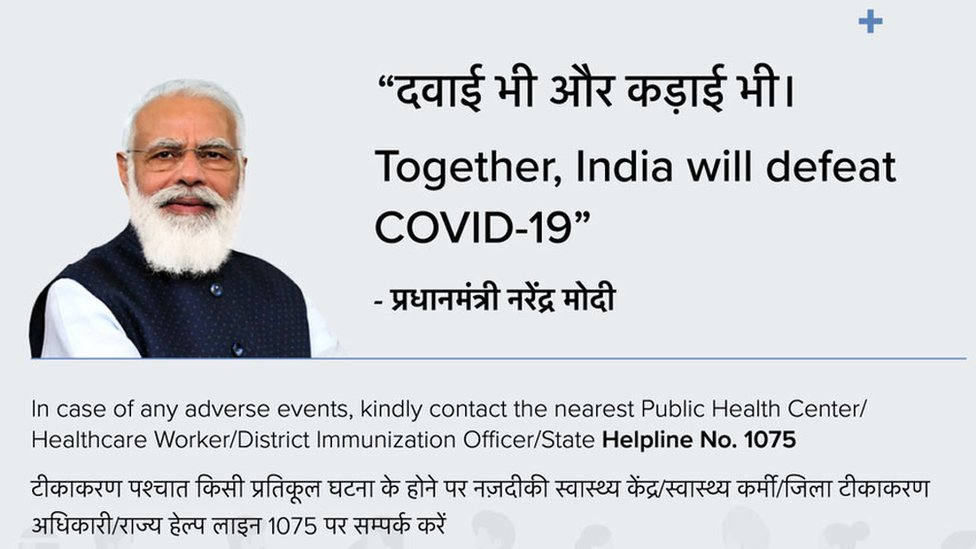 “दवाई भी और कड़ाई भी।
Together, India will defeat
COVID-19”
- प्रधानमंत्री नरेंद्र मोदी
In case of any adverse events, kindly contact the nearest Public Health Center/
Healthcare Worker/District Immunization Officer/State Helpline No. 1075
टीकाकरण पश्चात किसी प्रतिकूल घटना के होने पर नज़दीकी स्वास्थ्य केंद्र/स्वास्थ्य कर्मी/जिला टीकाकरण
अधिकारी/राज्य हेल्प लाइन 1075 पर सम्पर्क करें